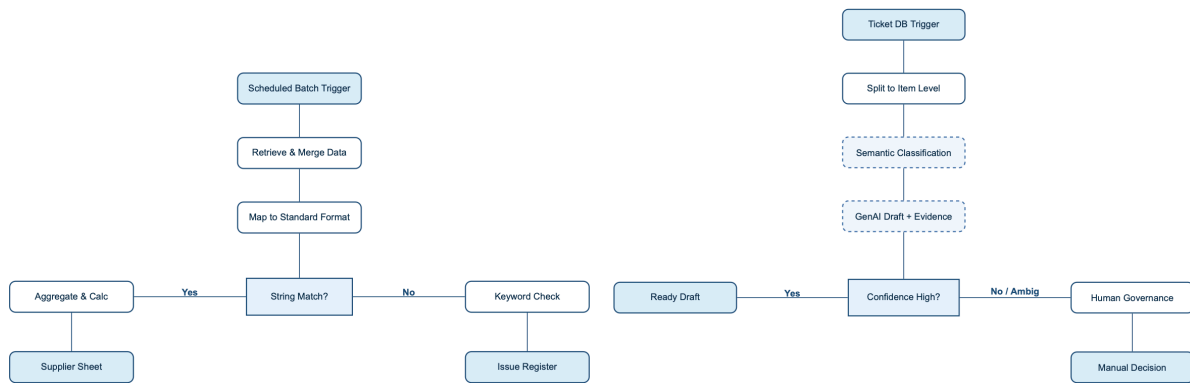 Scheduled Batch Trigger
Retrieve & Merge Data
Map to Standard Format
String Match?
Yes
No
Aggregate & Calc
Keyword Check
Supplier Sheet
Issue Register
Ticket DB Trigger
Split to Item Level
Semantic Classification
GenAI Draft + Evidence
Confidence High?
Yes
No / Ambig
Ready Draft
Human Governance
Manual Decision